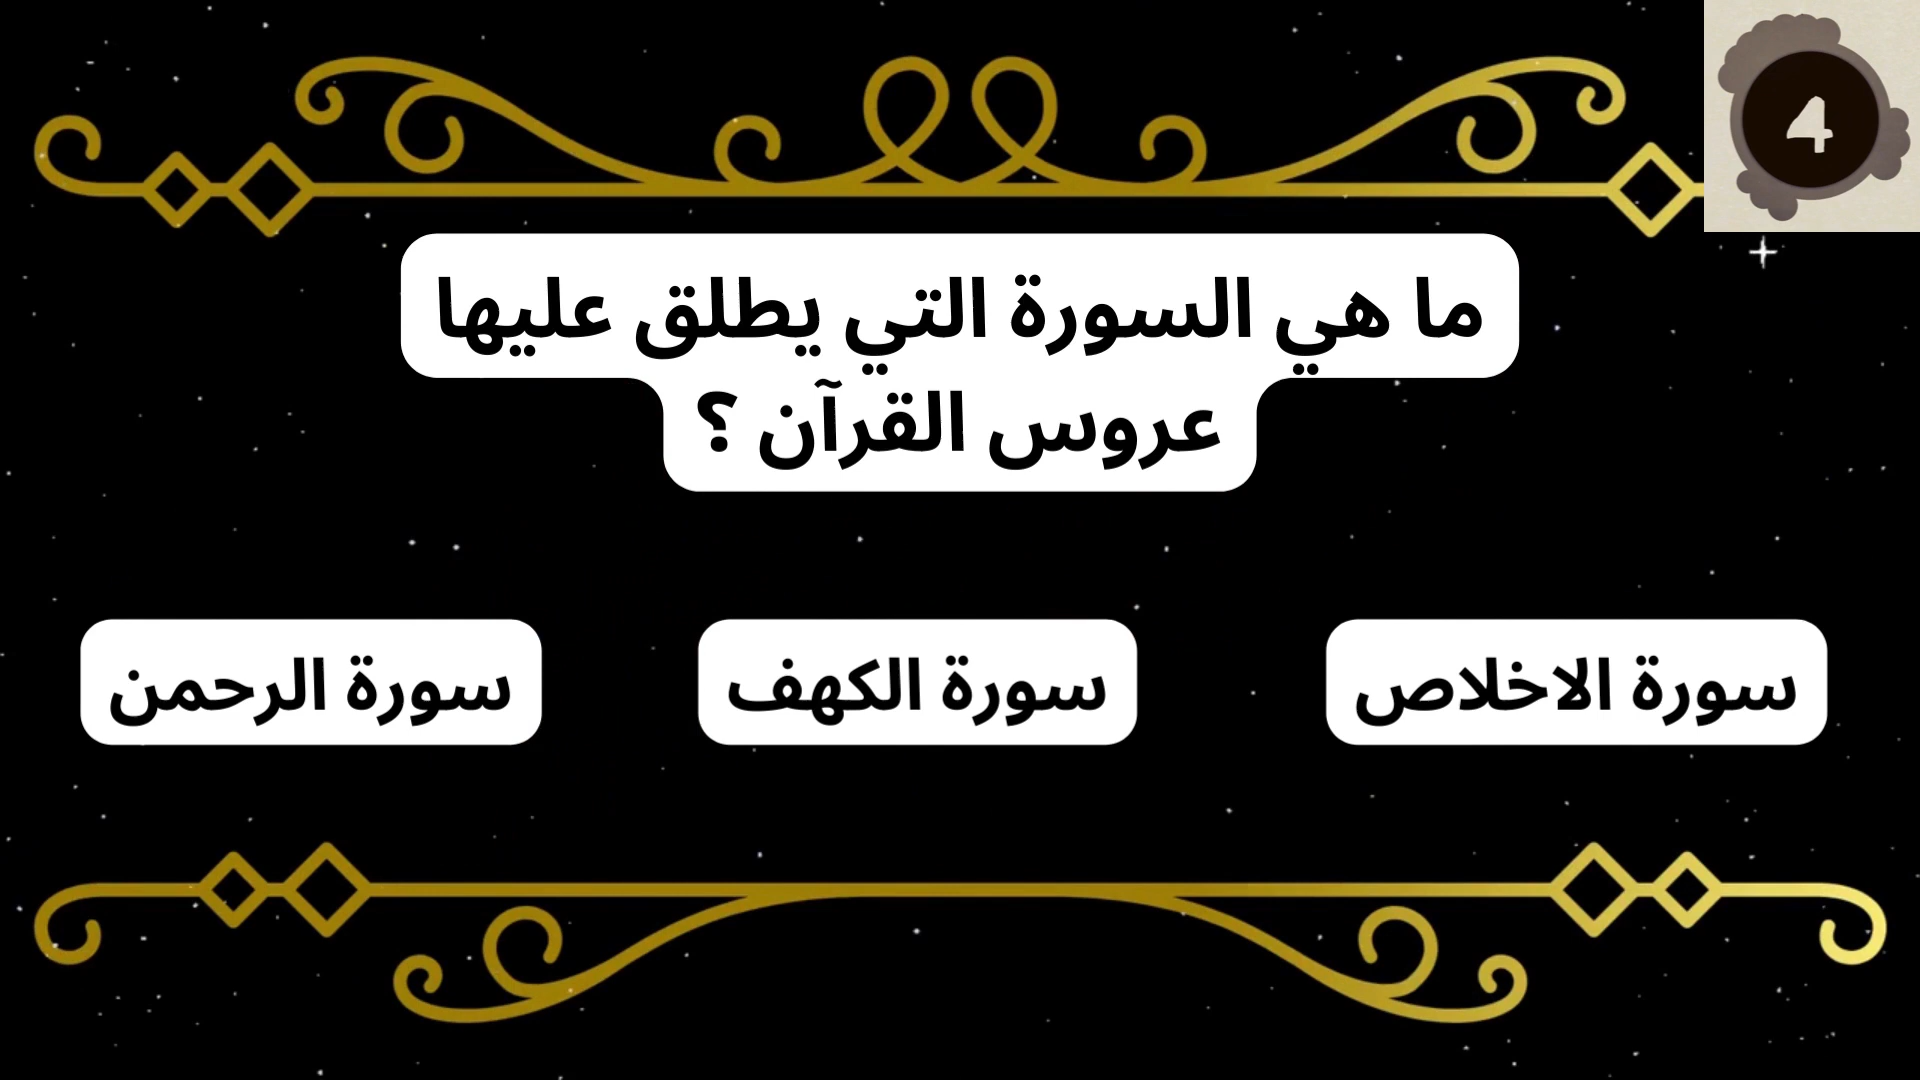 4
ما هي السورة التي يطلق عليها
عروس القرآن ؟
سورة الاخلاص
سورة الكهف
سورة الرحمن